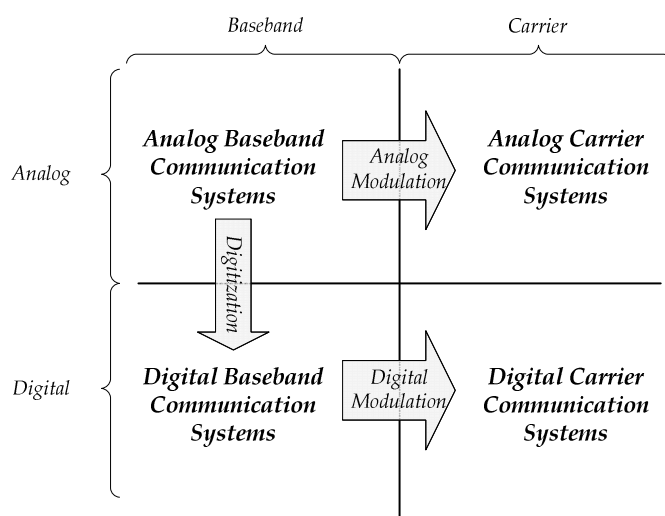 Baseband
Carrier
Analog
Analog Baseband
Communication
Systems
Analog
Modulation
Analog Carrier
Communication
Systems
Digitization
Digital
Digital Baseband
Communication
Systems
Digital
Modulation
Digital Carrier
Communication
Systems